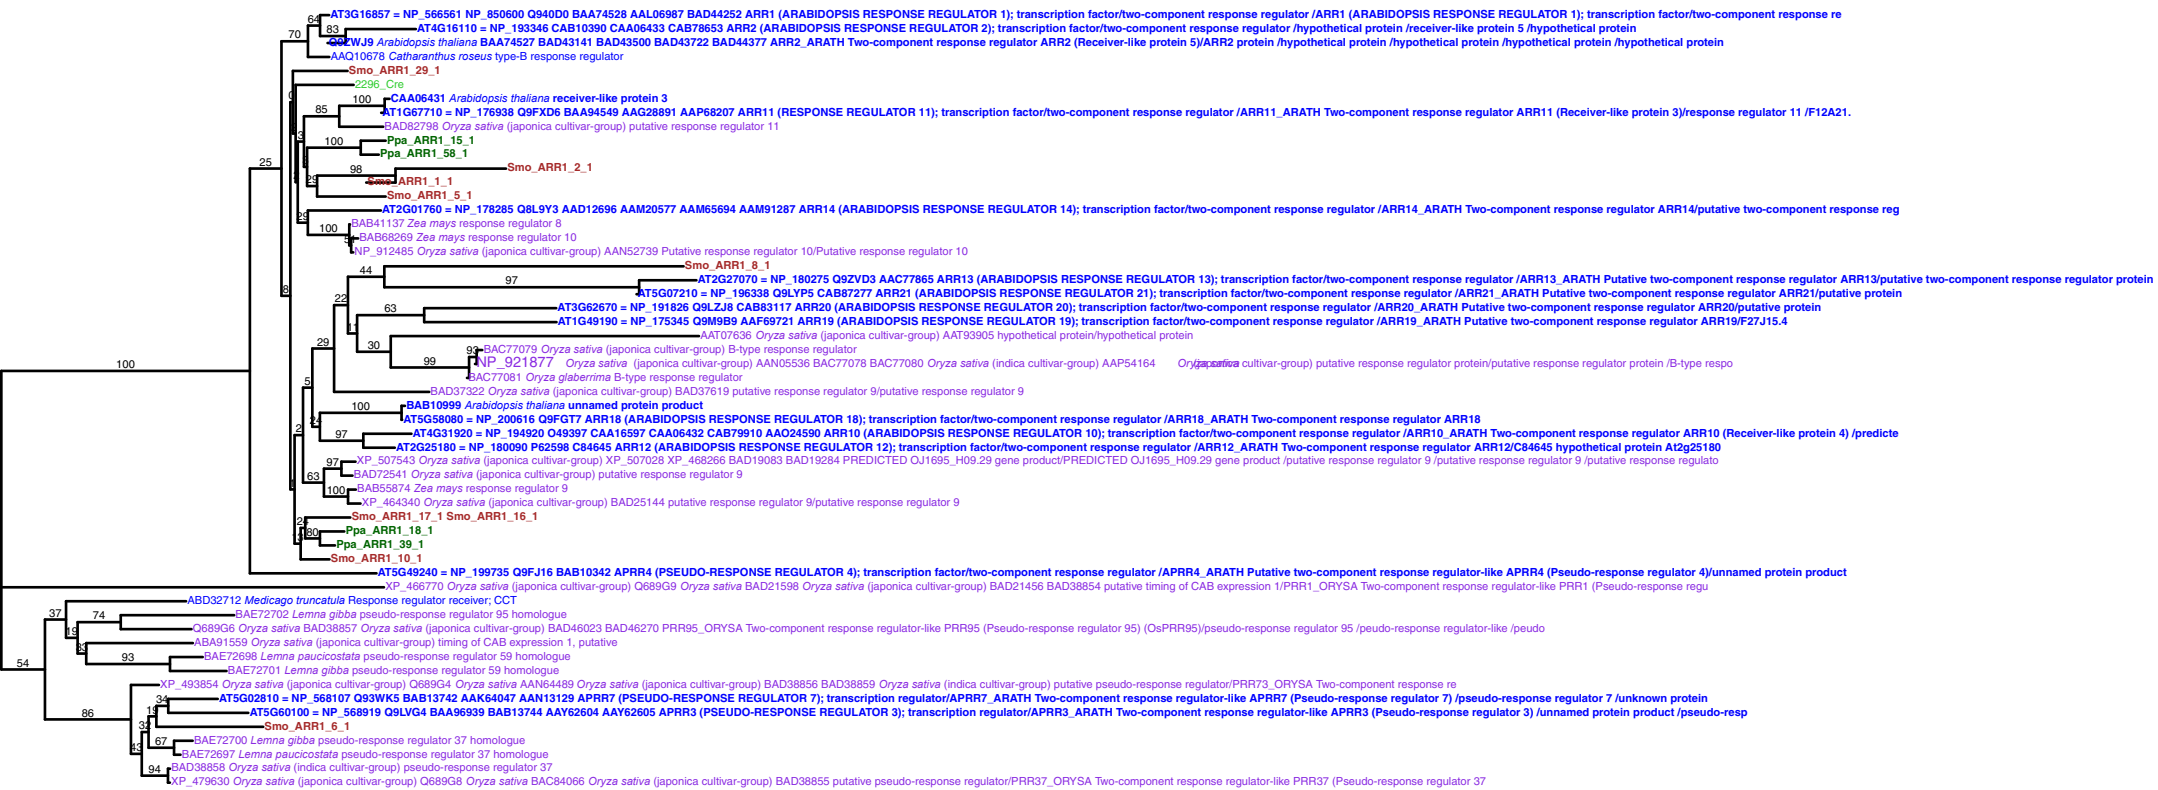 64 AT3G16857 = NP_566561 NP_850600 Q940D0 BAA74528 AAL06987 BAD44252 ARR1 (ARABIDOPSIS RESPONSE REGULATOR 1); transcription factor/two-component response regulator /ARR1 (ARABIDOPSIS RESPONSE REGULATOR 1); transcription factor/two-component response re
83 AT4G16110 = NP_193346 CAB10390 CAA06433 CAB78653 ARR2 (ARABIDOPSIS RESPONSE REGULATOR 2); transcription factor/two-component response regulator /hypothetical protein /receiver-like protein 5 /hypothetical protein
70 Q9ZWJ9 Arabidopsis thaliana BAA74527 BAD43141 BAD43500 BAD43722 BAD44377 ARR2_ARATH Two-component response regulator ARR2 (Receiver-like protein 5)/ARR2 protein /hypothetical protein /hypothetical protein /hypothetical protein /hypothetical protein
AAQ10678 Catharanthus roseus type-B response regulator
Smo_ARR1_29_1
2296_Cre
100 CAA06431 Arabidopsis thaliana receiver-like protein 3
85 AT1G67710 = NP_176938 Q9FXD6 BAA94549 AAG28891 AAP68207 ARR11 (RESPONSE REGULATOR 11); transcription factor/two-component response regulator /ARR11_ARATH Two-component response regulator ARR11 (Receiver-like protein 3)/response regulator 11 /F12A21.
BAD82798 Oryza sativa (japonica cultivar-group) putative response regulator 11
100 Ppa_ARR1_15_1
Ppa_ARR1_58_1
25 98 Smo_ARR1_2_1
29 Smo_ARR1_1_1
Smo_ARR1_5_1
29 AT2G01760 = NP_178285 Q8L9Y3 AAD12696 AAM20577 AAM65694 AAM91287 ARR14 (ARABIDOPSIS RESPONSE REGULATOR 14); transcription factor/two-component response regulator /ARR14_ARATH Two-component response regulator ARR14/putative two-component response reg
BAB41137 Zea mays response regulator 8
100 BAB68269 Zea mays response regulator 10
NP_912485 Oryza sativa (japonica cultivar-group) AAN52739 Putative response regulator 10/Putative response regulator 10
44 Smo_ARR1_8_1
97 AT2G27070 = NP_180275 Q9ZVD3 AAC77865 ARR13 (ARABIDOPSIS RESPONSE REGULATOR 13); transcription factor/two-component response regulator /ARR13_ARATH Putative two-component response regulator ARR13/putative two-component response regulator protein
8 AT5G07210 = NP_196338 Q9LYP5 CAB87277 ARR21 (ARABIDOPSIS RESPONSE REGULATOR 21); transcription factor/two-component response regulator /ARR21_ARATH Putative two-component response regulator ARR21/putative protein
22 63 AT3G62670 = NP_191826 Q9LZJ8 CAB83117 ARR20 (ARABIDOPSIS RESPONSE REGULATOR 20); transcription factor/two-component response regulator /ARR20_ARATH Putative two-component response regulator ARR20/putative protein
11 AT1G49190 = NP_175345 Q9M9B9 AAF69721 ARR19 (ARABIDOPSIS RESPONSE REGULATOR 19); transcription factor/two-component response regulator /ARR19_ARATH Putative two-component response regulator ARR19/F27J15.4
AAT07636 Oryza sativa (japonica cultivar-group) AAT93905 hypothetical protein/hypothetical protein
29 30 93 BAC77079 Oryza sativa (japonica cultivar-group) B-type response regulator
100 99 NP_921877 Oryza sativa (japonica cultivar-group) AAN05536 BAC77078 BAC77080 Oryza sativa (indica cultivar-group) AAP54164 cultivar-group) putative response regulator protein/putative response regulator protein /B-type respo
BAC77081 Oryza glaberrima B-type response regulator
5 BAD37322 Oryza sativa (japonica cultivar-group) BAD37619 putative response regulator 9/putative response regulator 9
100 BAB10999 Arabidopsis thaliana unnamed protein product
24 AT5G58080 = NP_200616 Q9FGT7 ARR18 (ARABIDOPSIS RESPONSE REGULATOR 18); transcription factor/two-component response regulator /ARR18_ARATH Two-component response regulator ARR18
2 97 AT4G31920 = NP_194920 O49397 CAA16597 CAA06432 CAB79910 AAO24590 ARR10 (ARABIDOPSIS RESPONSE REGULATOR 10); transcription factor/two-component response regulator /ARR10_ARATH Two-component response regulator ARR10 (Receiver-like protein 4) /predicte
AT2G25180 = NP_180090 P62598 C84645 ARR12 (ARABIDOPSIS RESPONSE REGULATOR 12); transcription factor/two-component response regulator /ARR12_ARATH Two-component response regulator ARR12/C84645 hypothetical protein At2g25180
97 XP_507543 Oryza sativa (japonica cultivar-group) XP_507028 XP_468266 BAD19083 BAD19284 PREDICTED OJ1695_H09.29 gene product/PREDICTED OJ1695_H09.29 gene product /putative response regulator 9 /putative response regulator 9 /putative response regulato
63 BAD72541 Oryza sativa (japonica cultivar-group) putative response regulator 9
100 BAB55874 Zea mays response regulator 9
XP_464340 Oryza sativa (japonica cultivar-group) BAD25144 putative response regulator 9/putative response regulator 9
24 Smo_ARR1_17_1 Smo_ARR1_16_1
80 Ppa_ARR1_18_1
Ppa_ARR1_39_1
Smo_ARR1_10_1
AT5G49240 = NP_199735 Q9FJ16 BAB10342 APRR4 (PSEUDO-RESPONSE REGULATOR 4); transcription factor/two-component response regulator /APRR4_ARATH Putative two-component response regulator-like APRR4 (Pseudo-response regulator 4)/unnamed protein product
XP_466770 Oryza sativa (japonica cultivar-group) Q689G9 Oryza sativa BAD21598 Oryza sativa (japonica cultivar-group) BAD21456 BAD38854 putative timing of CAB expression 1/PRR1_ORYSA Two-component response regulator-like PRR1 (Pseudo-response regu
37 ABD32712 Medicago truncatula Response regulator receiver; CCT
74 BAE72702 Lemna gibba pseudo-response regulator 95 homologue
19 Q689G6 Oryza sativa BAD38857 Oryza sativa (japonica cultivar-group) BAD46023 BAD46270 PRR95_ORYSA Two-component response regulator-like PRR95 (Pseudo-response regulator 95) (OsPRR95)/pseudo-response regulator 95 /peudo-response regulator-like /peudo
ABA91559 Oryza sativa (japonica cultivar-group) timing of CAB expression 1, putative
54 93 BAE72698 Lemna paucicostata pseudo-response regulator 59 homologue
BAE72701 Lemna gibba pseudo-response regulator 59 homologue
XP_493854 Oryza sativa (japonica cultivar-group) Q689G4 Oryza sativa AAN64489 Oryza sativa (japonica cultivar-group) BAD38856 BAD38859 Oryza sativa (indica cultivar-group) putative pseudo-response regulator/PRR73_ORYSA Two-component response re
34 AT5G02810 = NP_568107 Q93WK5 BAB13742 AAK64047 AAN13129 APRR7 (PSEUDO-RESPONSE REGULATOR 7); transcription regulator/APRR7_ARATH Two-component response regulator-like APRR7 (Pseudo-response regulator 7) /pseudo-response regulator 7 /unknown protein
86 19 AT5G60100 = NP_568919 Q9LVG4 BAA96939 BAB13744 AAY62604 AAY62605 APRR3 (PSEUDO-RESPONSE REGULATOR 3); transcription regulator/APRR3_ARATH Two-component response regulator-like APRR3 (Pseudo-response regulator 3) /unnamed protein product /pseudo-resp
Smo_ARR1_6_1
43 67 BAE72700 Lemna gibba pseudo-response regulator 37 homologue
BAE72697 Lemna paucicostata pseudo-response regulator 37 homologue
94 BAD38858 Oryza sativa (indica cultivar-group) pseudo-response regulator 37
XP_479630 Oryza sativa (japonica cultivar-group) Q689G8 Oryza sativa BAC84066 Oryza sativa (japonica cultivar-group) BAD38855 putative pseudo-response regulator/PRR37_ORYSA Two-component response regulator-like PRR37 (Pseudo-response regulator 37